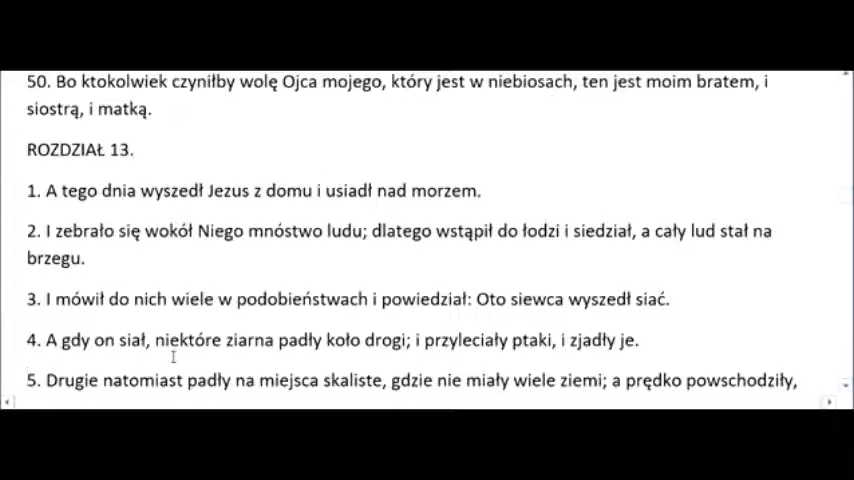 50. Bo ktokolwiek czyniłby wolę Ojca mojego, który jest w niebiosach, ten jest moim bratem, i
siostrą, i matką.
ROZDZIAŁ 13.
1. A tego dnia wyszedł Jezus z domu i usiadł nad morzem.
2. I zebrało się wokół Niego mnóstwo ludu; dlatego wstąpił do łodzi i siedział, a cały lud stał na
brzegu.
3. I mówił do nich wiele w podobieństwach i powiedział: Oto siewca wyszedł siać.
4. A gdy on siał, niektóre ziarna padły koło drogi; i przyleciały ptaki, i zjadły je.
5. Drugie natomiast padły na miejsca skaliste, gdzie nie miały wiele ziemi; a prędko powschodziły,